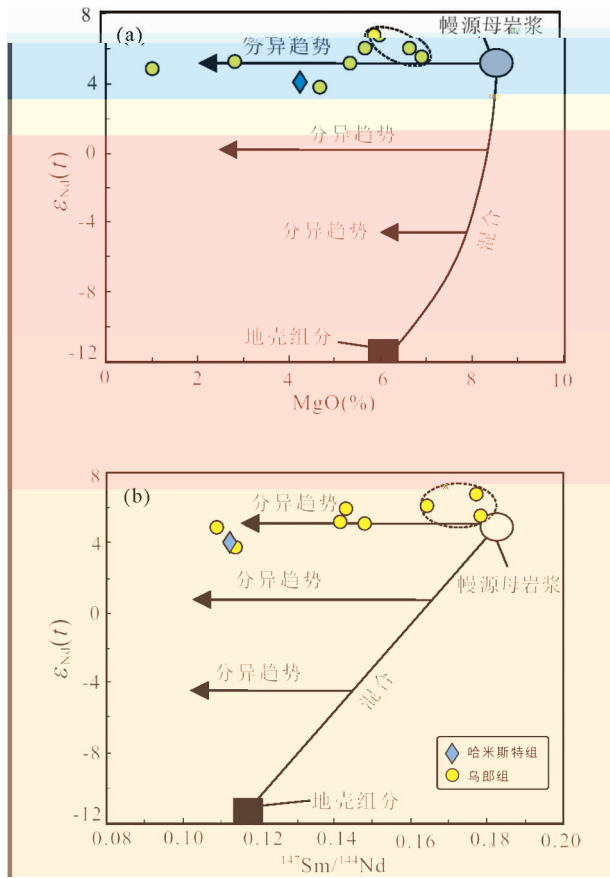 (a)
幔源母岩浆
分异趋势
分异趋势
分异趋势
混合
地壳组分
εNd(t)
8
4
0
-4
-8
-12
0
2
4
6
8
10
MgO(%)
(b)
分异趋势
幔源母岩浆
分异趋势
分异趋势
混合
地壳组分
哈米斯特组
乌郎组
εNd(t)
8
4
0
-4
-8
-12
0.08
0.10
0.12
0.14
0.16
0.18
0.20
¹⁴⁷Sm/¹⁴⁴Nd